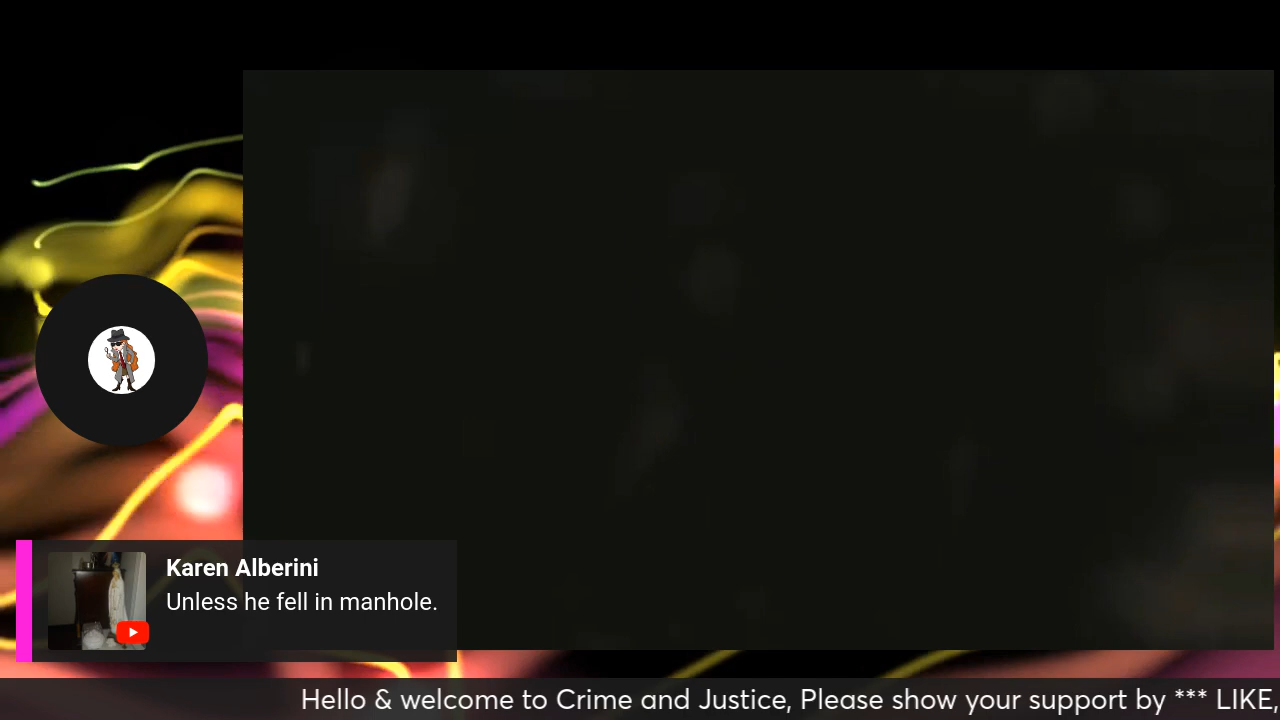 Karen Alberini
Unless he fell in manhole.
Hello & welcome to Crime and Justice, Please show your support by *** LIKE,